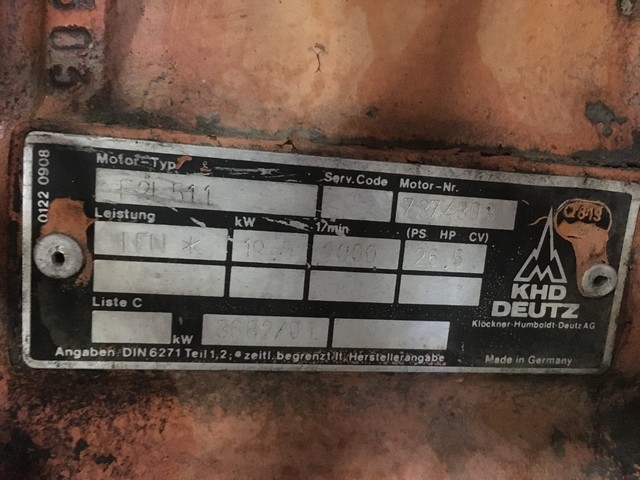 0122 0908
Motor-Typ
F2L 511
Serv.Code
Motor-Nr.
Leistung
kW
1/min
(PS HP CV)
IFN *
26.5
KHD
DEUTZ
Klöckner-Humboldt-Deutz AG
Liste C
kW
Angaben: DIN 6271 Teil 1,2; * zeitl. begrenzt lt. Herstellerangabe
Made in Germany